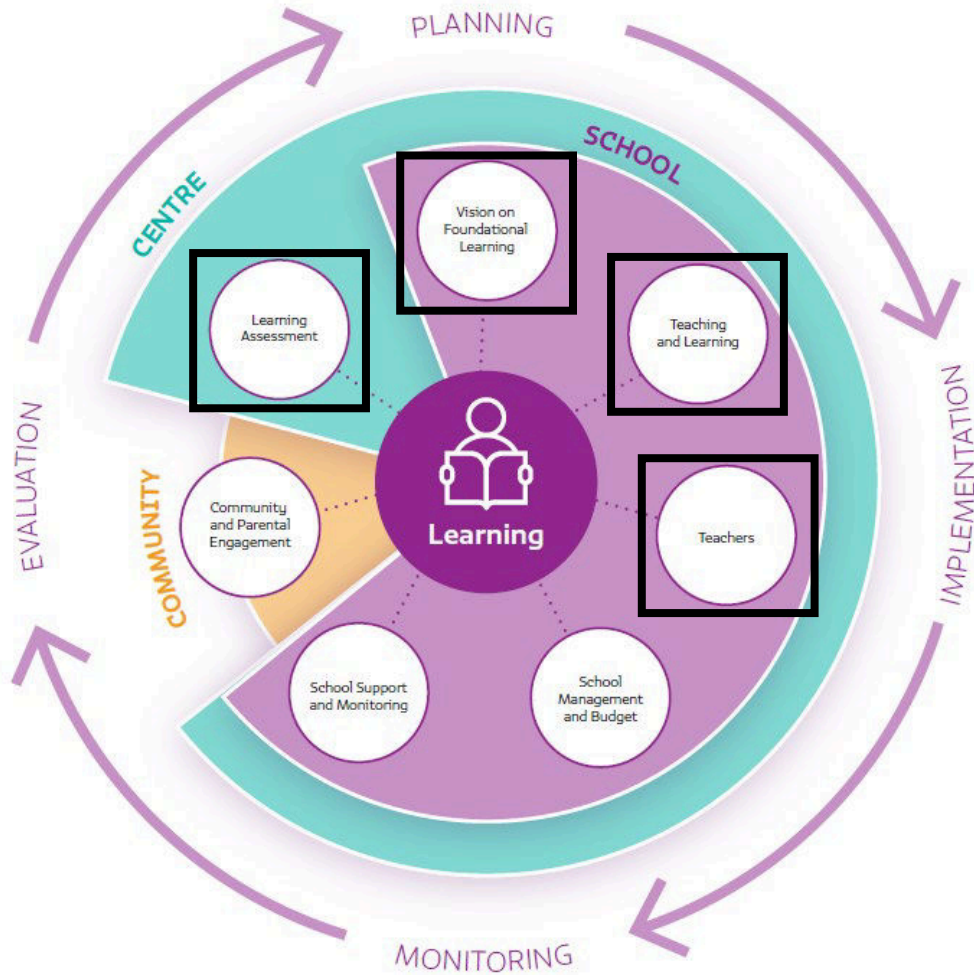 PLANNING
SCHOOL
CENTRE
Vision on
Foundational
Learning
Learning
Assessment
Teaching
and Learning
EVALUATION
IMPLEMENTATION
COMMUNITY
Community
and Parental
Engagement
Learning
Teachers
School Support
and Monitoring
School
Management
and Budget
MONITORING